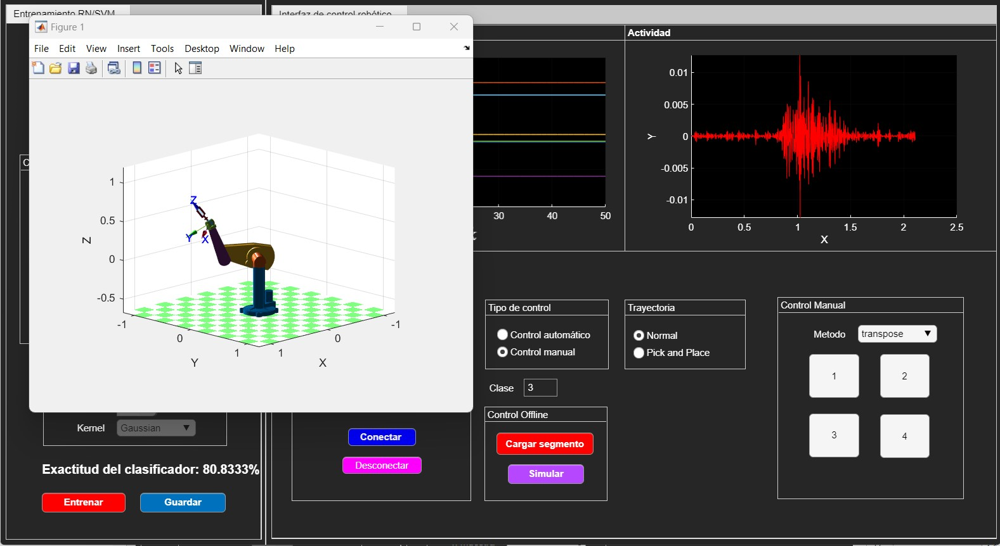 Entrenamiento RN/SVM
Interfaz de control robótico
Figure 1
File Edit View Insert Tools Desktop Window Help
1
0.5
0
-0.5
Z
-1
0
1
Y
1
0
-1
X
Z
Y
X
30
40
50
Actividad
0.01
0.005
0
-0.005
-0.01
Y
0
0.5
1
1.5
2
2.5
X
Tipo de control
Control automático
Control manual
Trayectoria
Normal
Pick and Place
Clase 3
Control Offline
Cargar segmento
Simular
Control Manual
Metodo transpose
1
2
3
4
Kernel Gaussian
Exactitud del clasificador: 80.8333%
Entrenar
Guardar
Conectar
Desconectar